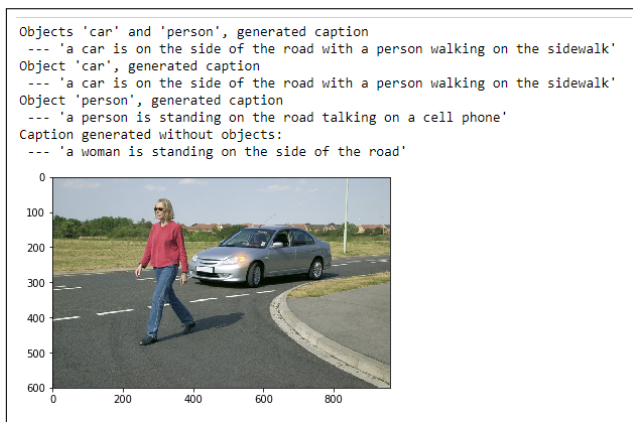 Objects 'car' and 'person', generated caption
--- 'a car is on the side of the road with a person walking on the sidewalk'
Object 'car', generated caption
--- 'a car is on the side of the road with a person walking on the sidewalk'
Object 'person', generated caption
--- 'a person is standing on the road talking on a cell phone'
Caption generated without objects:
--- 'a woman is standing on the side of the road'
0
100
200
300
400
500
600
0 200 400 600 800